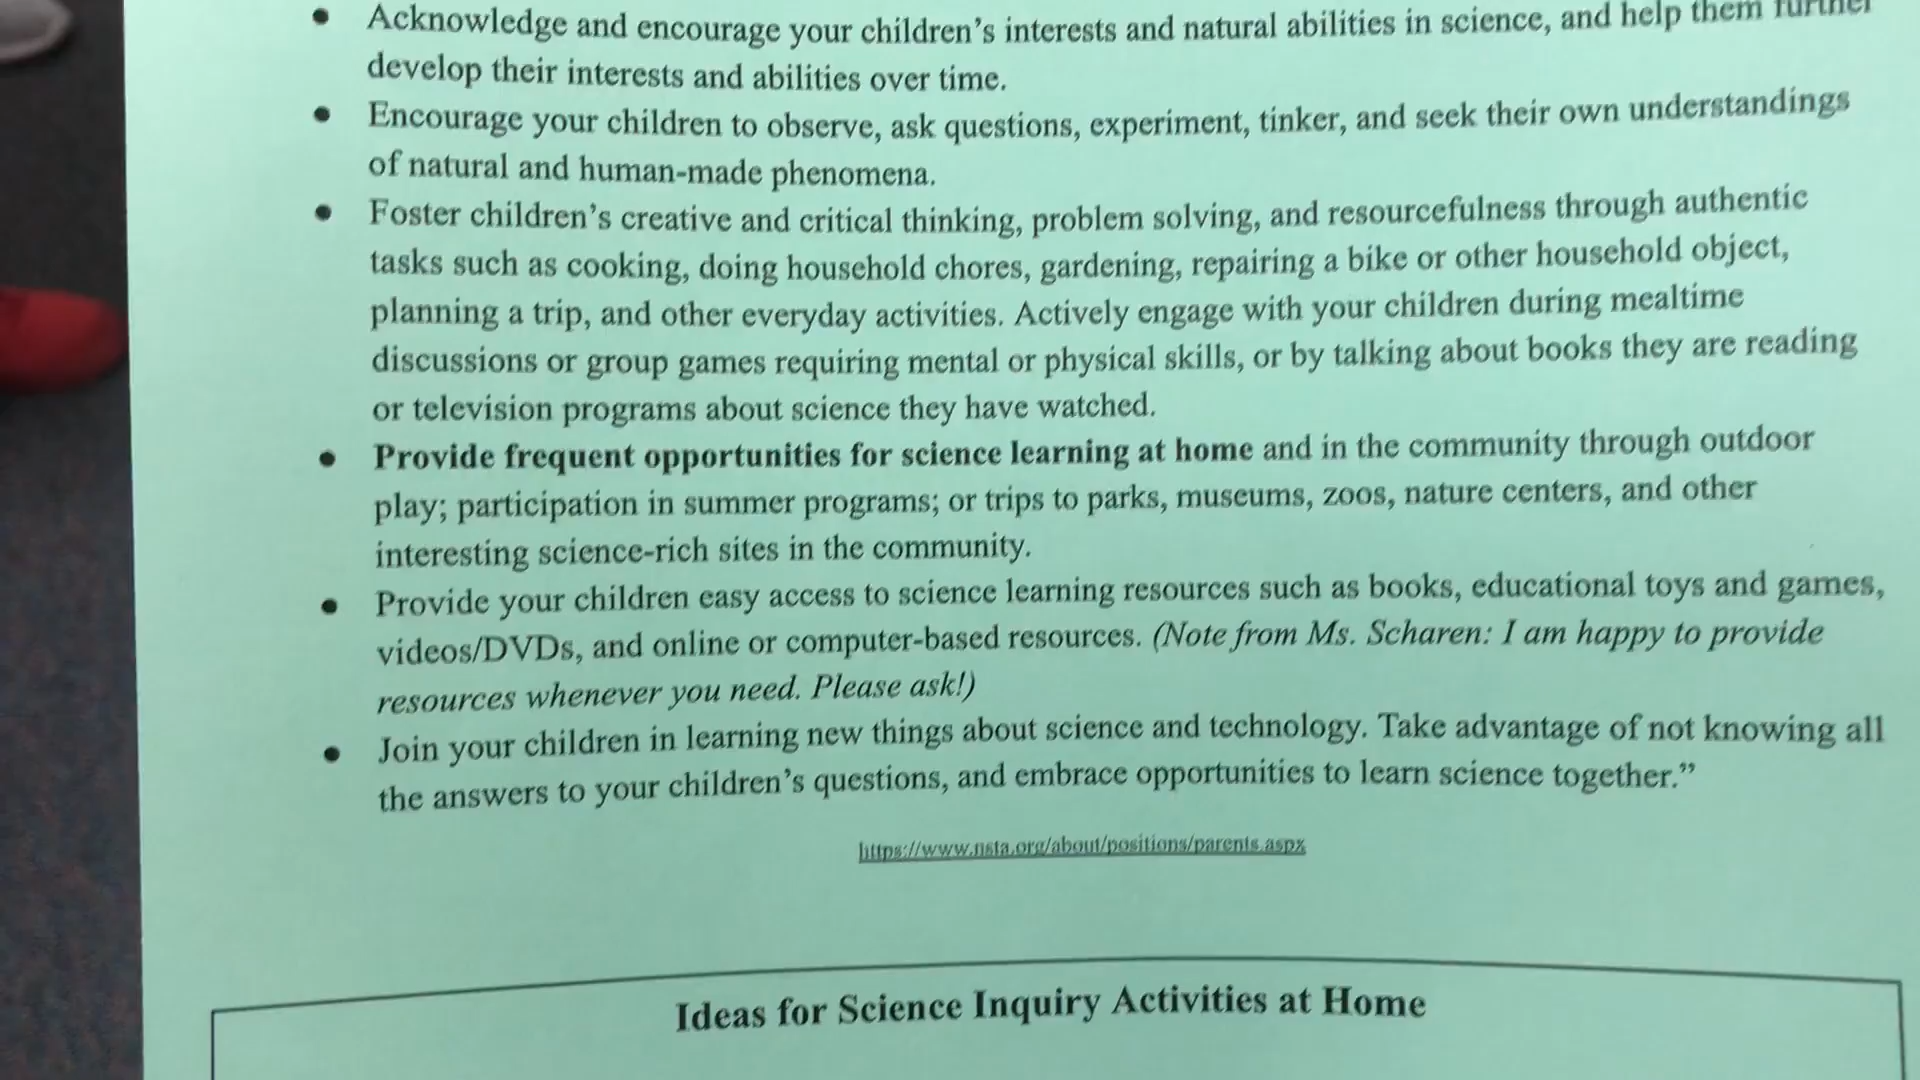 • Acknowledge and encourage your children's interests and natural abilities in science, and help them further
develop their interests and abilities over time.
• Encourage your children to observe, ask questions, experiment, tinker, and seek their own understandings
of natural and human-made phenomena.
• Foster children's creative and critical thinking, problem solving, and resourcefulness through authentic
tasks such as cooking, doing household chores, gardening, repairing a bike or other household object,
planning a trip, and other everyday activities. Actively engage with your children during mealtime
discussions or group games requiring mental or physical skills, or by talking about books they are reading
or television programs about science they have watched.
• Provide frequent opportunities for science learning at home and in the community through outdoor
play; participation in summer programs; or trips to parks, museums, zoos, nature centers, and other
interesting science-rich sites in the community.
• Provide your children easy access to science learning resources such as books, educational toys and games,
videos/DVDs, and online or computer-based resources. (Note from Ms. Scharen: I am happy to provide
resources whenever you need. Please ask!)
• Join your children in learning new things about science and technology. Take advantage of not knowing all
the answers to your children's questions, and embrace opportunities to learn science together.”
https://www.nsta.org/about/positions/parents.aspx
Ideas for Science Inquiry Activities at Home